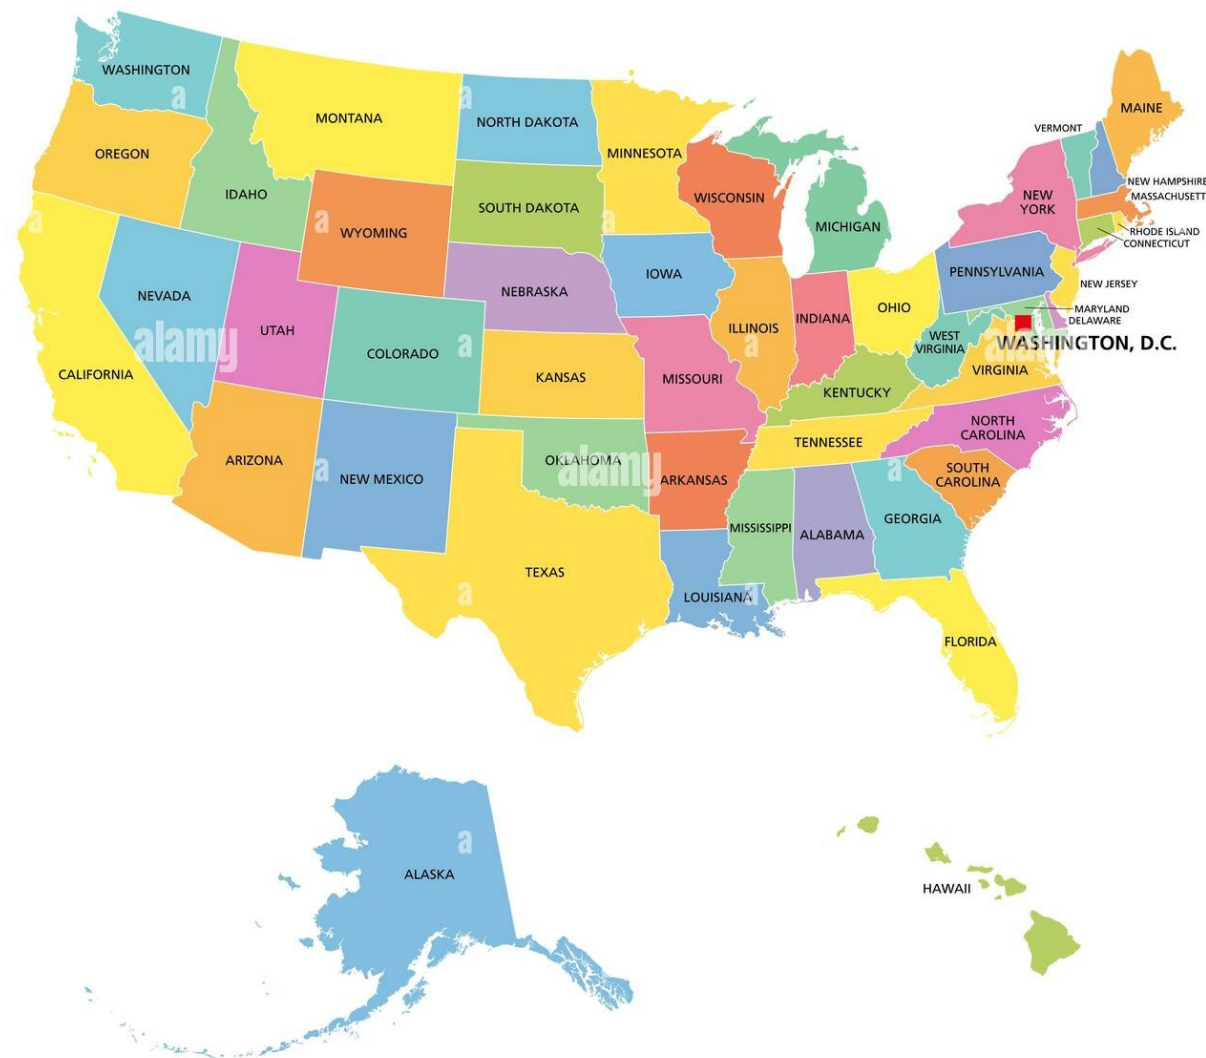 WASHINGTON
MONTANA
NORTH DAKOTA
MINNESOTA
MAINE
VERMONT
OREGON
IDAHO
WYOMING
SOUTH DAKOTA
WISCONSIN
MICHIGAN
NEW
YORK
NEW HAMPSHIRE
MASSACHUSETT
RHODE ISLAND
CONNECTICUT
NEVADA
UTAH
NEBRASKA
IOWA
PENNSYLVANIA
NEW JERSEY
COLORADO
ILLINOIS
INDIANA
OHIO
MARYLAND
DELAWARE
WASHINGTON, D.C.
WEST
VIRGINIA
VIRGINIA
CALIFORNIA
KANSAS
MISSOURI
KENTUCKY
ARIZONA
NEW MEXICO
OKLAHOMA
ARKANSAS
TENNESSEE
NORTH
CAROLINA
SOUTH
CAROLINA
TEXAS
LOUISIANA
MISSISSIPPI
ALABAMA
GEORGIA
FLORIDA
ALASKA
HAWAII
alamy
alamy
alamy
a
a
a
a
a
a
a
a
a
a
a